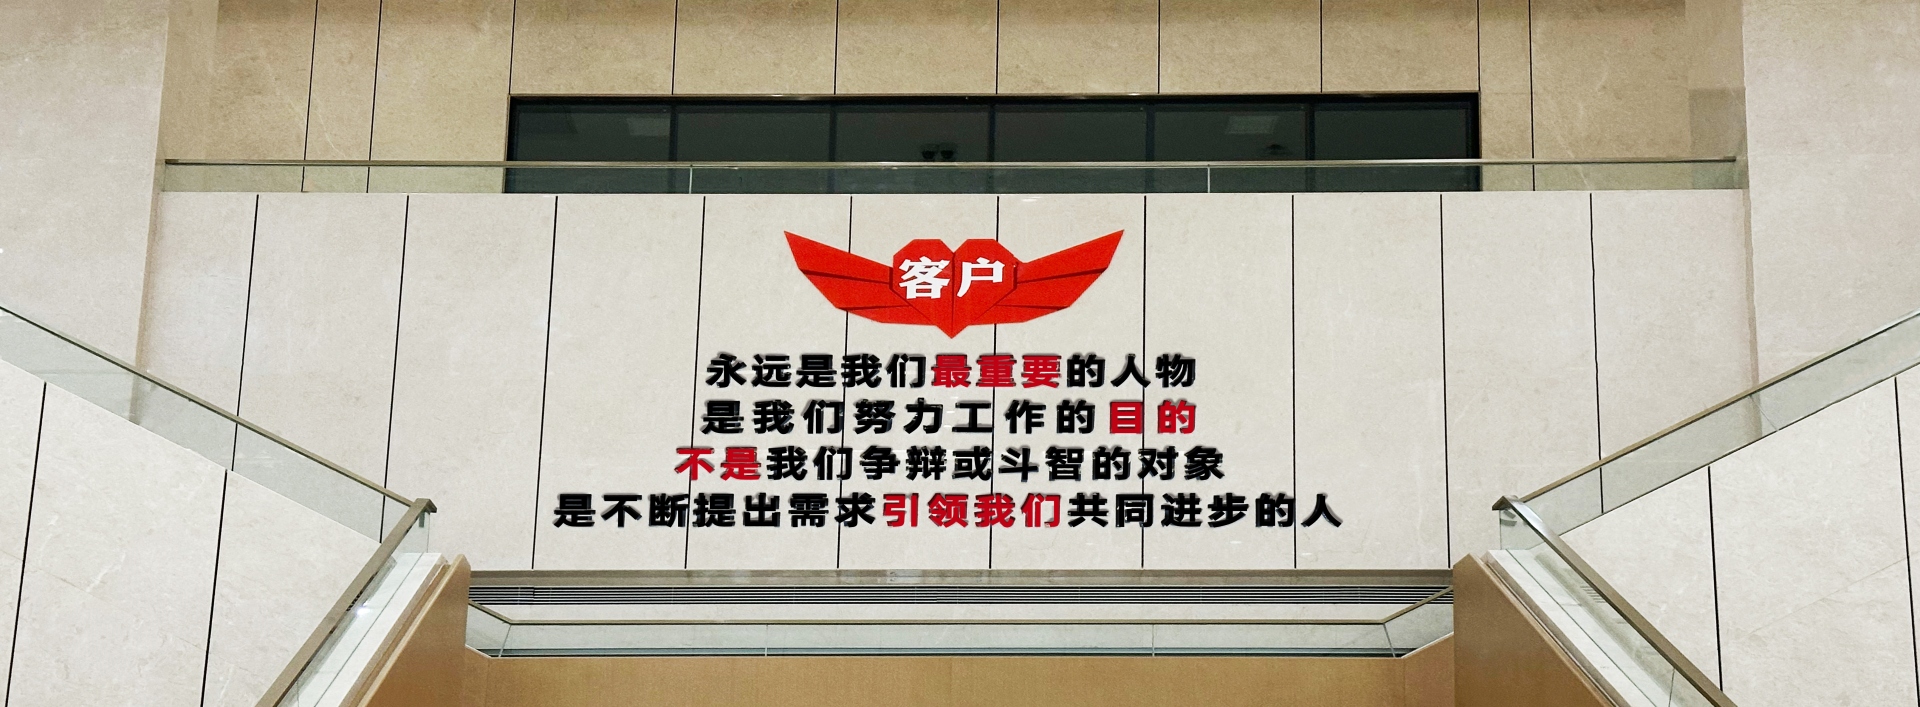 客户
永远是我们最重要的人物
是我们努力工作的目的
不是我们争辩或斗智的对象
是不断提出需求引领我们共同进步的人